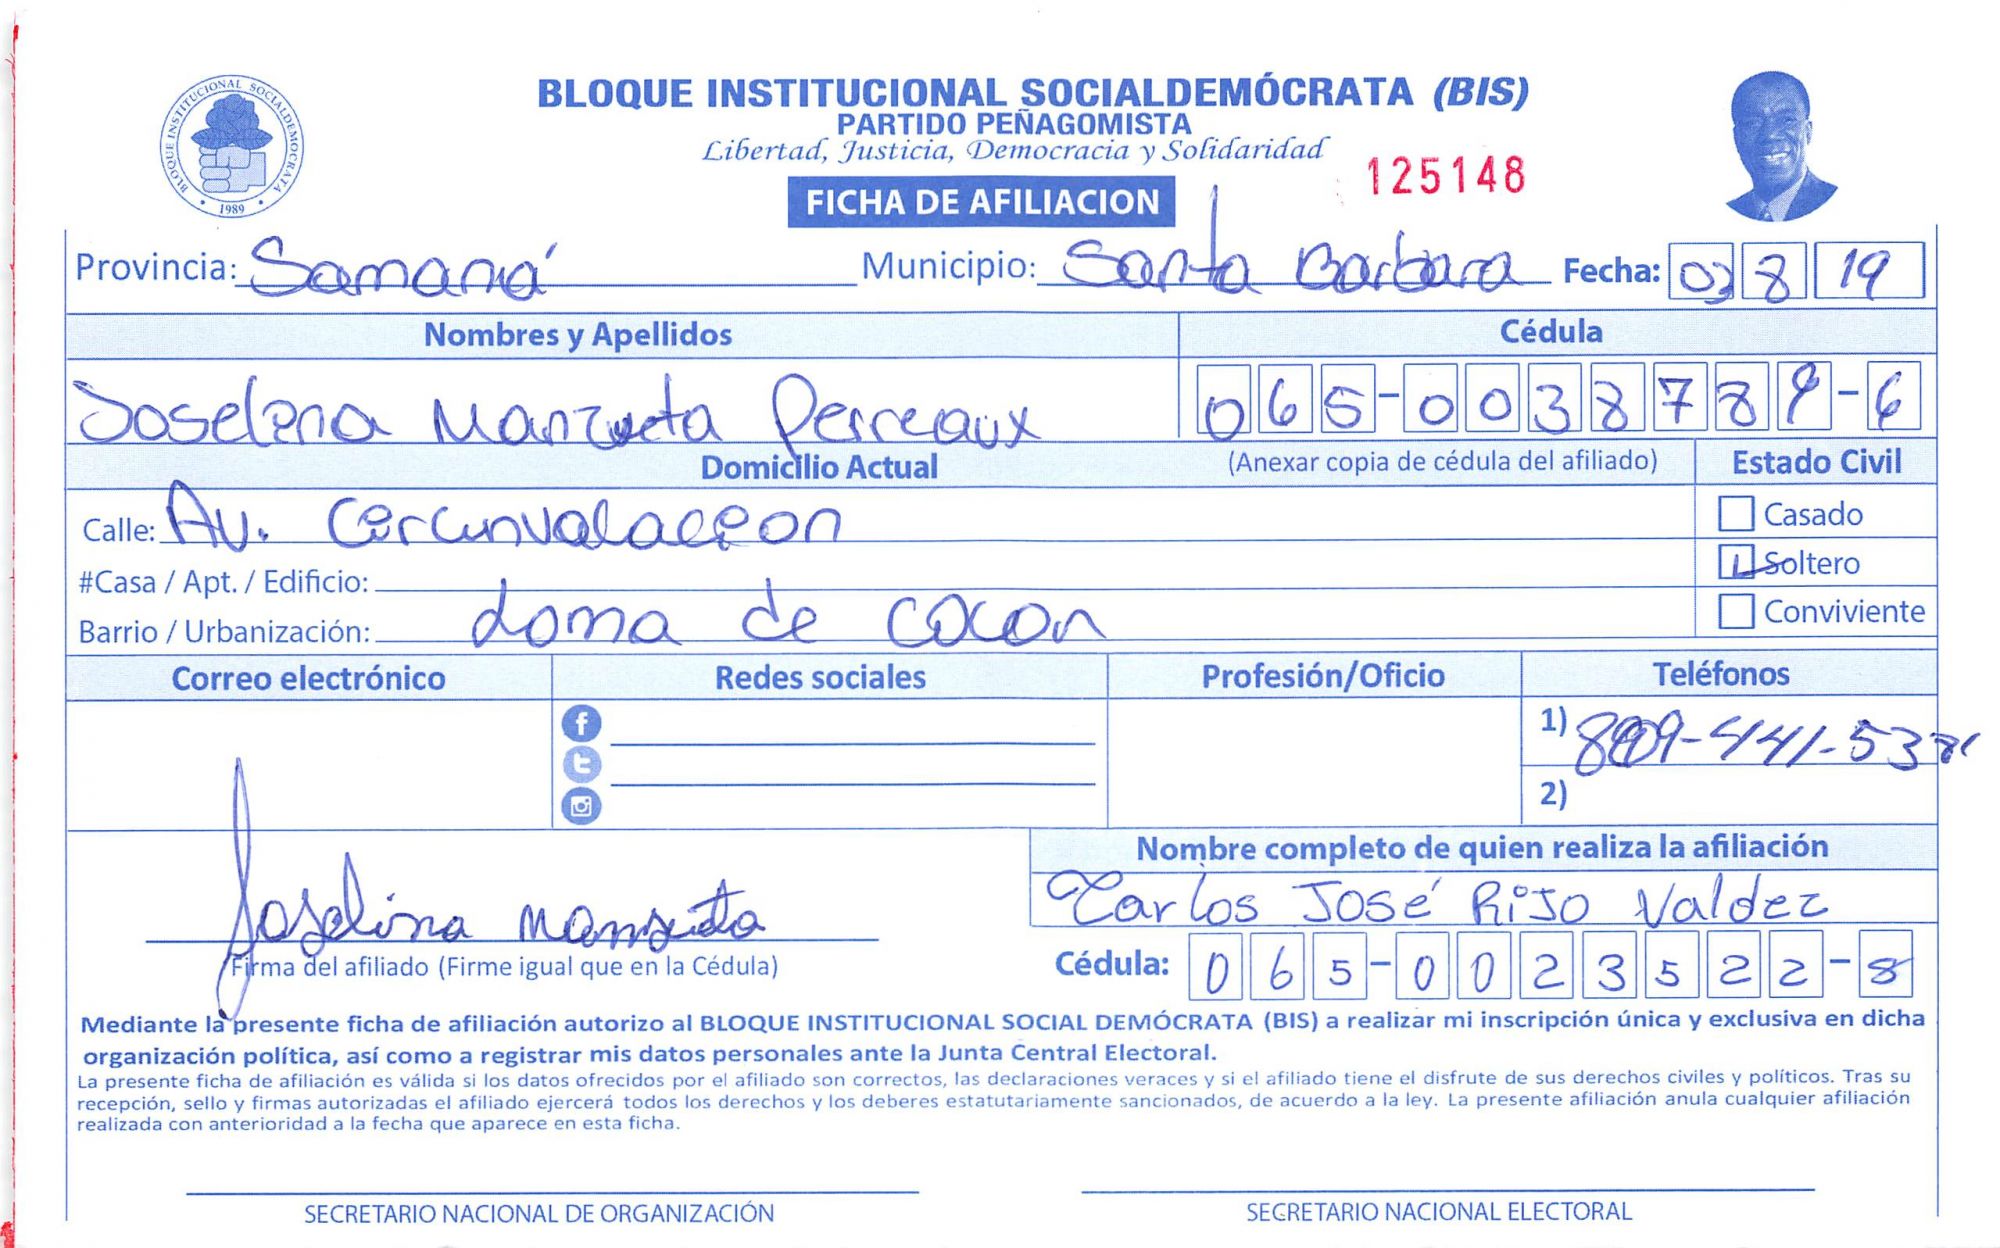 BLOQUE INSTITUCIONAL SOCIALDEMÓCRATA (BIS)
PARTIDO PEÑAGOMISTA
Libertad, Justicia, Democracia y Solidaridad
125148
BLOQUE INSTITUCIONAL SOCIALDEMOCRATA
1989
FICHA DE AFILIACION
Provincia: Samaná Municipio: Santa Barbara Fecha: 03 8 19
Nombres y Apellidos Cédula
Joselina Manzueta Perreaux 065-0038789-6
Domicilio Actual (Anexar copia de cédula del afiliado) Estado Civil
Calle: Av. Circunvalacion Casado
#Casa / Apt. / Edificio: Soltero
Barrio / Urbanización: Loma de cocon Conviviente
Correo electrónico Redes sociales Profesión/Oficio Teléfonos
1) 809-441-53
2)
Nombre completo de quien realiza la afiliación
Carlos José Rijo Valdez
Joselina Manzueta
Firma del afiliado (Firme igual que en la Cédula) Cédula: 065-0023522-8
Mediante la presente ficha de afiliación autorizo al BLOQUE INSTITUCIONAL SOCIAL DEMÓCRATA (BIS) a realizar mi inscripción única y exclusiva en dicha
organización política, así como a registrar mis datos personales ante la Junta Central Electoral.
La presente ficha de afiliación es válida si los datos ofrecidos por el afiliado son correctos, las declaraciones veraces y si el afiliado tiene el disfrute de sus derechos civiles y políticos. Tras su
recepción, sello y firmas autorizadas el afiliado ejercerá todos los derechos y los deberes estatutariamente sancionados, de acuerdo a la ley. La presente afiliación anula cualquier afiliación
realizada con anterioridad a la fecha que aparece en esta ficha.
SECRETARIO NACIONAL DE ORGANIZACIÓN SECRETARIO NACIONAL ELECTORAL